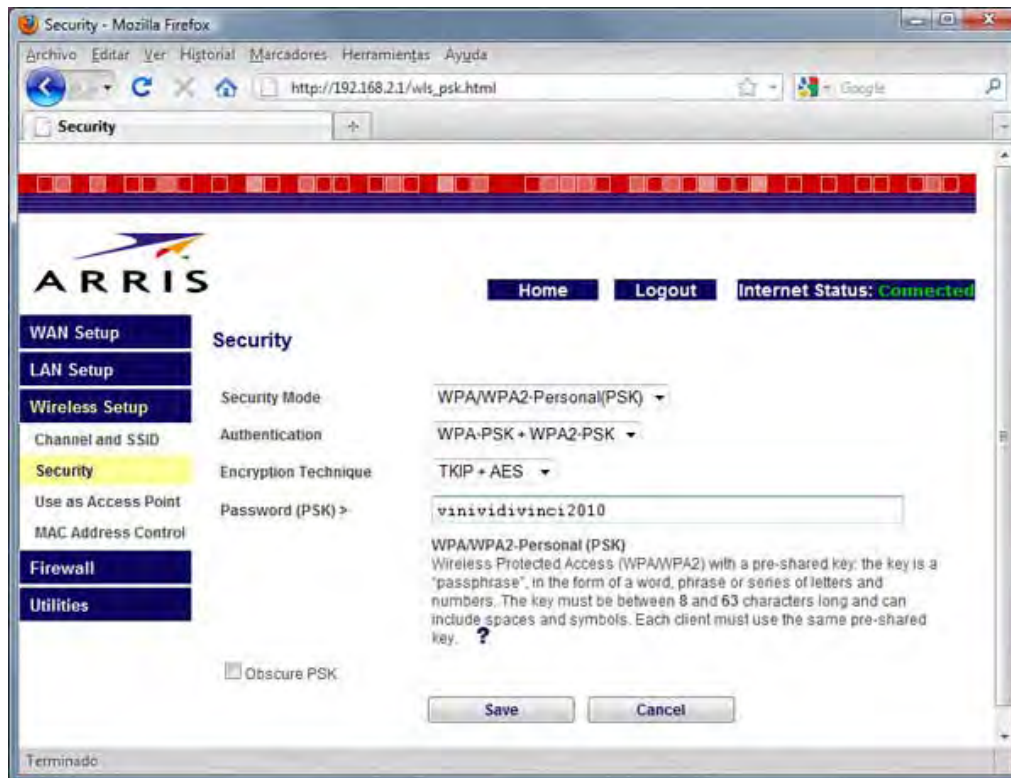 Security - Mozilla Firefox
Archivo Editar Ver Historial Marcadores Herramientas Ayuda
http://192.168.2.1/wls_psk.html
Google
Security
ARRIS
Home Logout Internet Status: Connected
WAN Setup
LAN Setup
Wireless Setup
Channel and SSID
Security
Use as Access Point
MAC Address Control
Firewall
Utilities
Security
Security Mode WPA/WPA2-Personal(PSK)
Authentication WPA-PSK + WPA2-PSK
Encryption Technique TKIP + AES
Password (PSK) > vinividivinci2010
WPA/WPA2-Personal (PSK)
Wireless Protected Access (WPA/WPA2) with a pre-shared key: the key is a
"passphrase", in the form of a word, phrase or series of letters and
numbers. The key must be between 8 and 63 characters long and can
include spaces and symbols. Each client must use the same pre-shared
key. ?
Obscure PSK
Save Cancel
Terminado